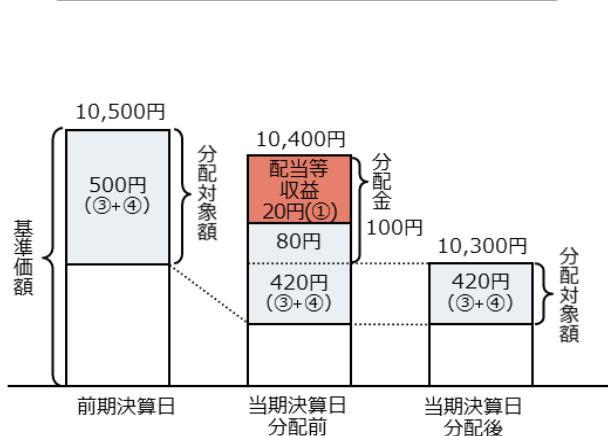 10,500円
500円
(③+④)
分配対象額
基準価額
前期決算日
10,400円
配当等
収益
20円(①)
80円
420円
(③+④)
分配金
100円
当期決算日
分配前
10,300円
420円
(③+④)
分配対象額
当期決算日
分配後